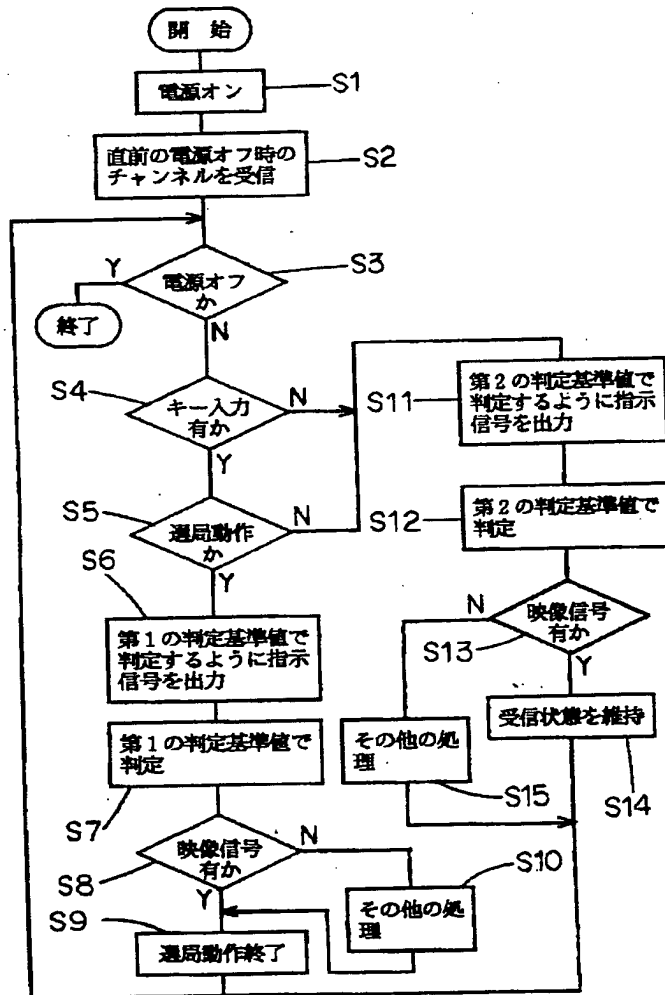 開 始
電源オン
S1
直前の電源オフ時の
チャンネルを受信
S2
Y
電源オフ
か
S3
終了
N
S4
キー入力
有か
N
Y
S5
選局動作
か
N
Y
S6
第1の判定基準値で
判定するように指示
信号を出力
第1の判定基準値で
判定
S7
S8
映像信号
有か
N
Y
S9
選局動作終了
S10
その他の処
理
S11
第2の判定基準値で
判定するように指示
信号を出力
S12
第2の判定基準値で
判定
N
映像信号
有か
S13
Y
受信状態を維持
S14
その他の処
理
S15